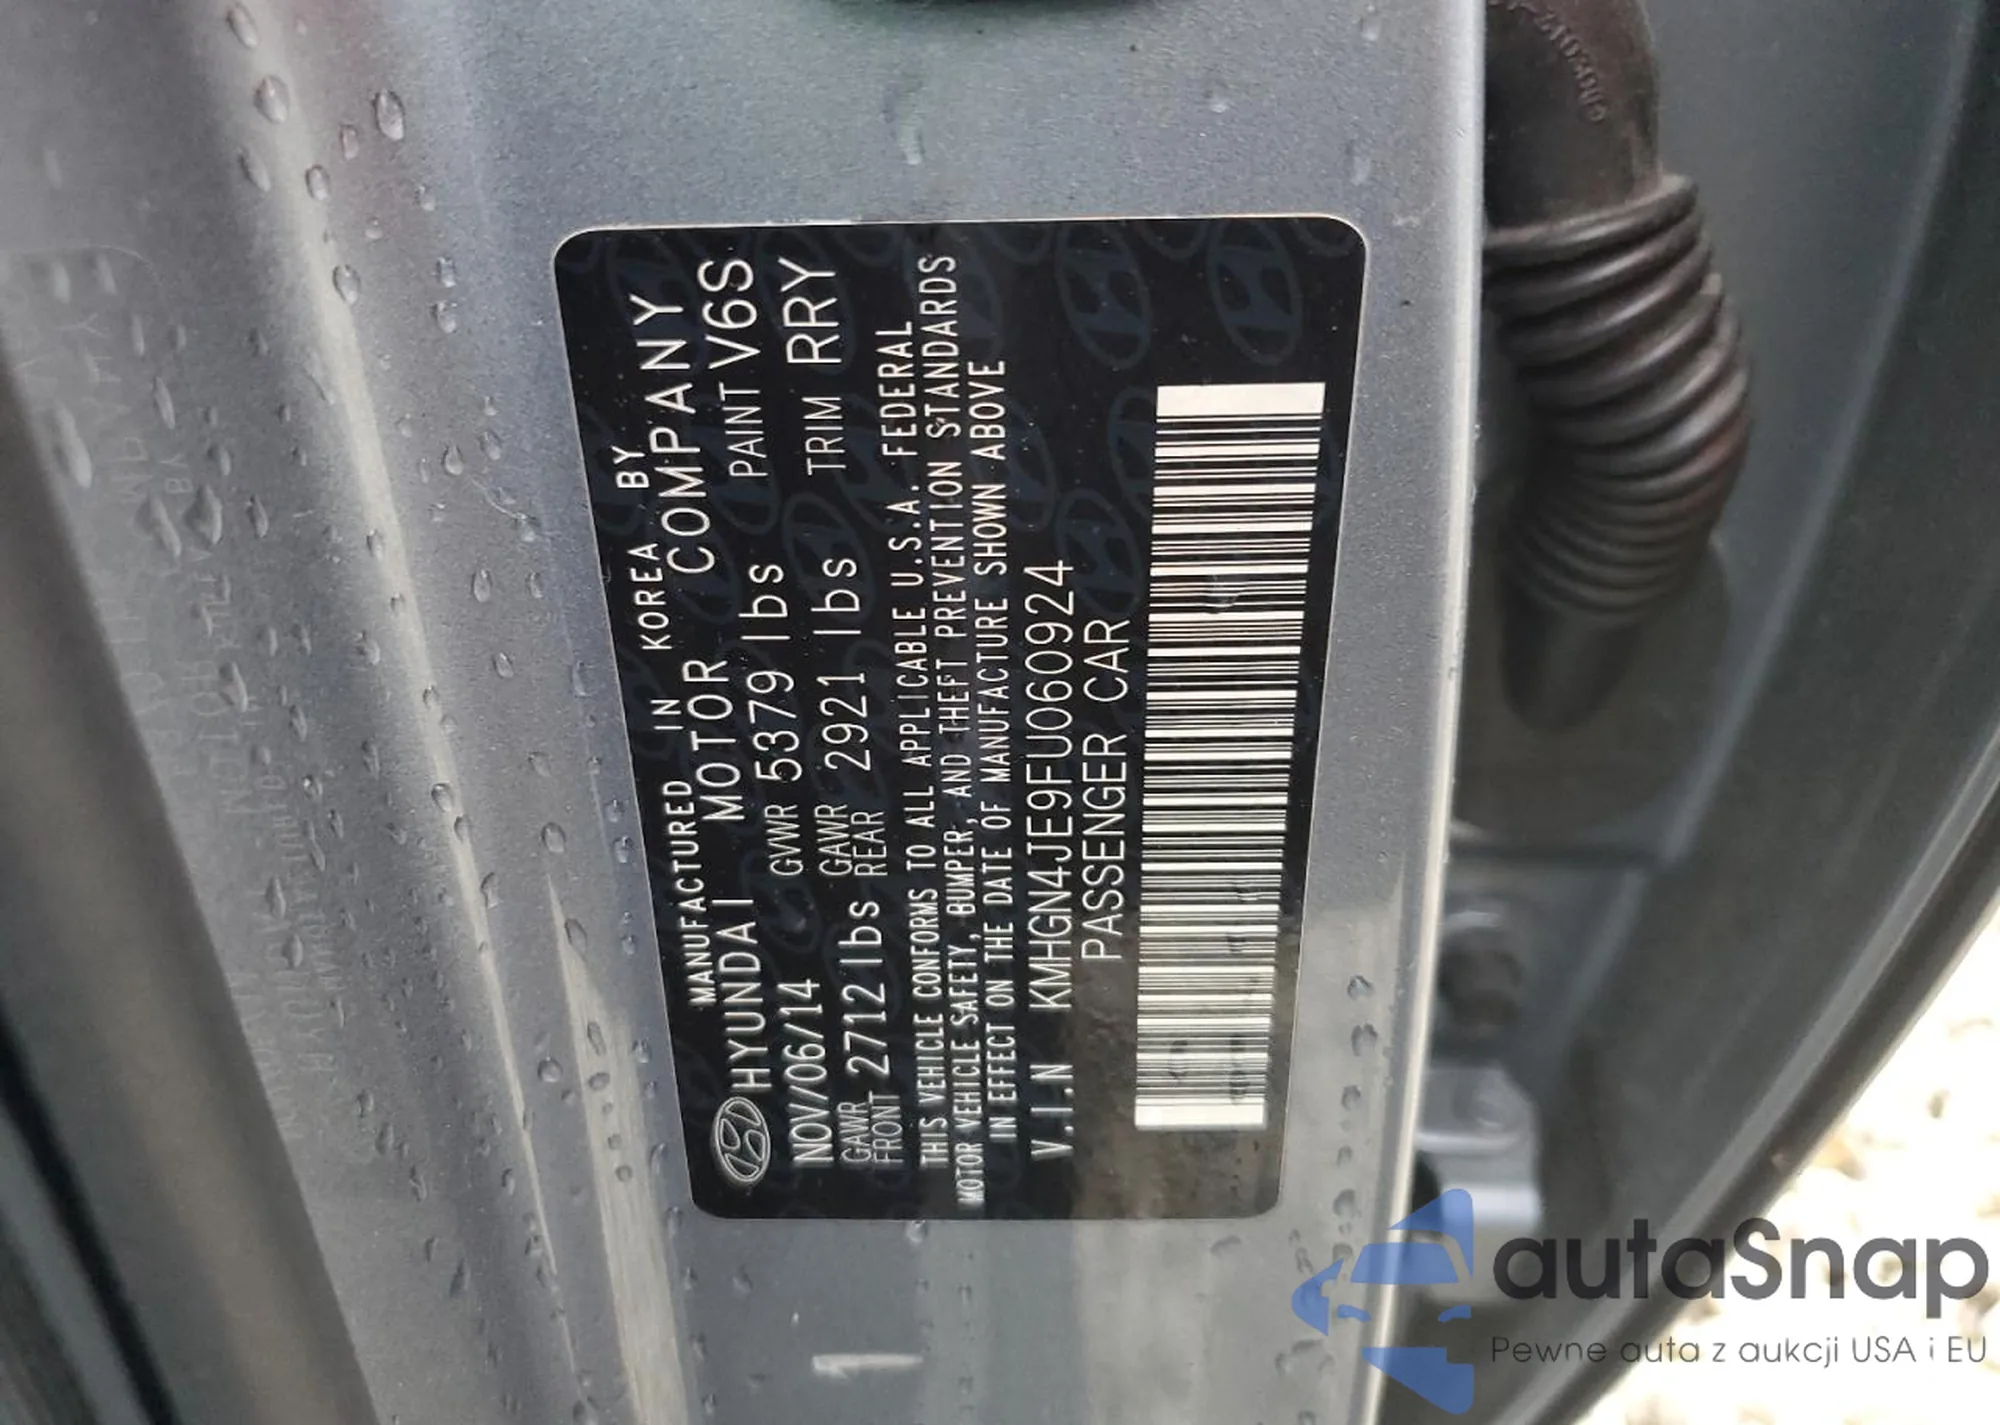 MANUFACTURED IN KOREA BY
HYUNDAI MOTOR COMPANY
NOV/06/14 GVWR 5379 lbs PAINT V6S
GAWR FRONT 2712 lbs GAWR REAR 2921 lbs TRIM RRY
THIS VEHICLE CONFORMS TO ALL APPLICABLE U.S.A. FEDERAL
MOTOR VEHICLE SAFETY, BUMPER, AND THEFT PREVENTION STANDARDS
IN EFFECT ON THE DATE OF MANUFACTURE SHOWN ABOVE
V.I.N KMHGN4JE9FU060924
PASSENGER CAR
autaSnap
Pewne auta z aukcji USA i EU